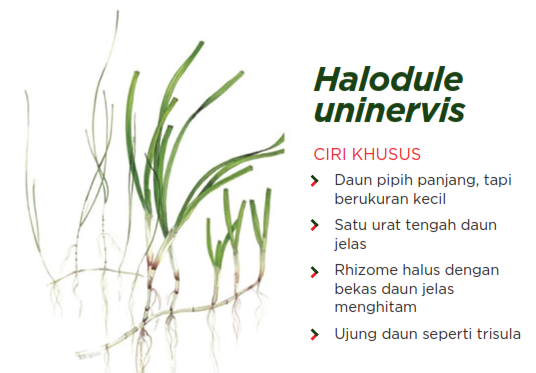 Halodule
uninervis
CIRI KHUSUS
Daun pipih panjang, tapi
berukuran kecil
Satu urat tengah daun
jelas
Rhizome halus dengan
bekas daun jelas
menghitam
Ujung daun seperti trisula